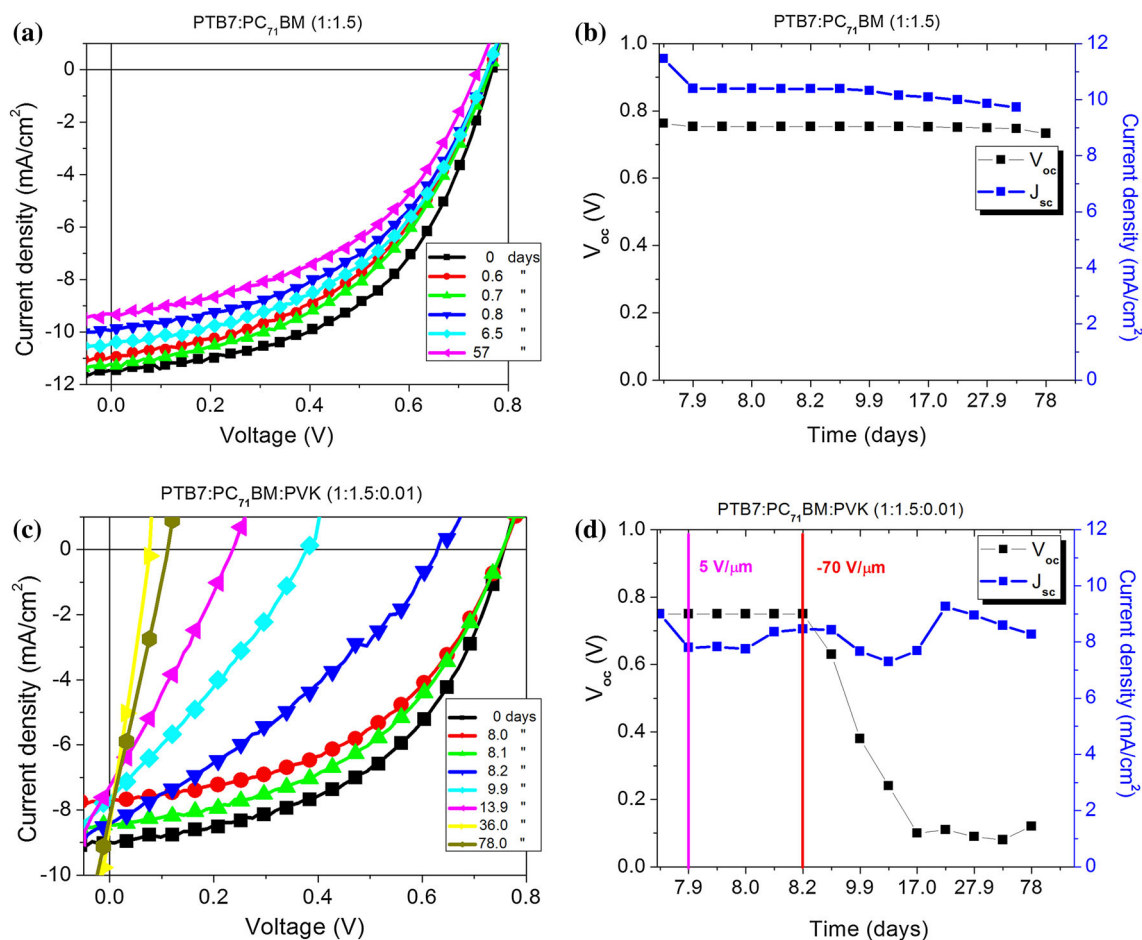 (a)
PTB7:PC₇₁BM (1:1.5)
Current density (mA/cm²)
0
-2
-4
-6
-8
-10
-12
0 days
0.6 "
0.7 "
0.8 "
6.5 "
57 "
0.0 0.2 0.4 0.6 0.8
Voltage (V)
(b)
PTB7:PC₇₁BM (1:1.5)
Voc (V)
1.0
0.8
0.6
0.4
0.2
0.0
Voc
Jsc
12
10
8
6
4
2
0
Current density (mA/cm²)
7.9 8.0 8.2 9.9 17.0 27.9 78
Time (days)
(c)
PTB7:PC₇₁BM:PVK (1:1.5:0.01)
Current density (mA/cm²)
0
-2
-4
-6
-8
-10
0 days
8.0 "
8.1 "
8.2 "
9.9 "
13.9 "
36.0 "
78.0 "
0.0 0.2 0.4 0.6 0.8
Voltage (V)
(d)
PTB7:PC₇₁BM:PVK (1:1.5:0.01)
Voc (V)
1.0
0.8
0.6
0.4
0.2
0.0
5 V/µm
-70 V/µm
Voc
Jsc
12
10
8
6
4
2
0
Current density (mA/cm²)
7.9 8.0 8.2 9.9 17.0 27.9 78
Time (days)